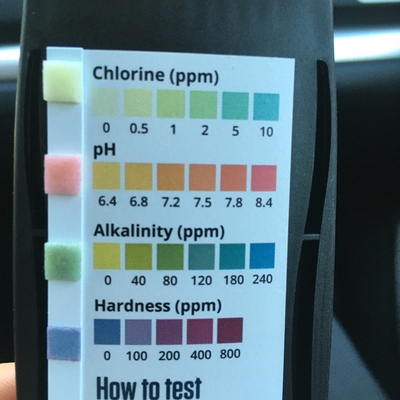 Chlorine (ppm)
0 0.5 1 2 5 10
pH
6.4 6.8 7.2 7.5 7.8 8.4
Alkalinity (ppm)
0 40 80 120 180 240
Hardness (ppm)
0 100 200 400 800
How to test